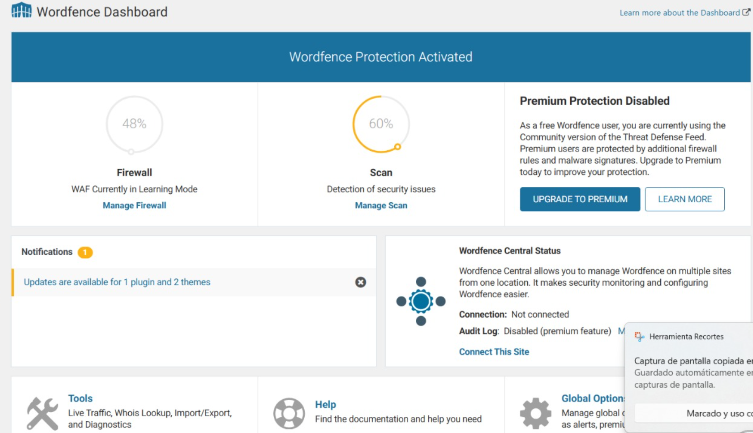 Wordfence Dashboard
Learn more about the Dashboard
Wordfence Protection Activated
48%
Firewall
WAF Currently in Learning Mode
Manage Firewall
60%
Scan
Detection of security issues
Manage Scan
Premium Protection Disabled
As a free Wordfence user, you are currently using the
Community version of the Threat Defense Feed.
Premium users are protected by additional firewall
rules and malware signatures. Upgrade to Premium
today to improve your protection.
UPGRADE TO PREMIUM
LEARN MORE
Notifications 1
Updates are available for 1 plugin and 2 themes
Wordfence Central Status
Wordfence Central allows you to manage Wordfence on multiple sites
from one location. It makes security monitoring and configuring
Wordfence easier.
Connection: Not connected
Audit Log: Disabled (premium feature)
Connect This Site
Herramienta Recortes
Captura de pantalla copiada
Guardado automáticamente
capturas de pantalla.
Marcado y uso
Tools
Live Traffic, Whois Lookup, Import/Export,
and Diagnostics
Help
Find the documentation and help you need
Global Option
Manage global
as alerts,